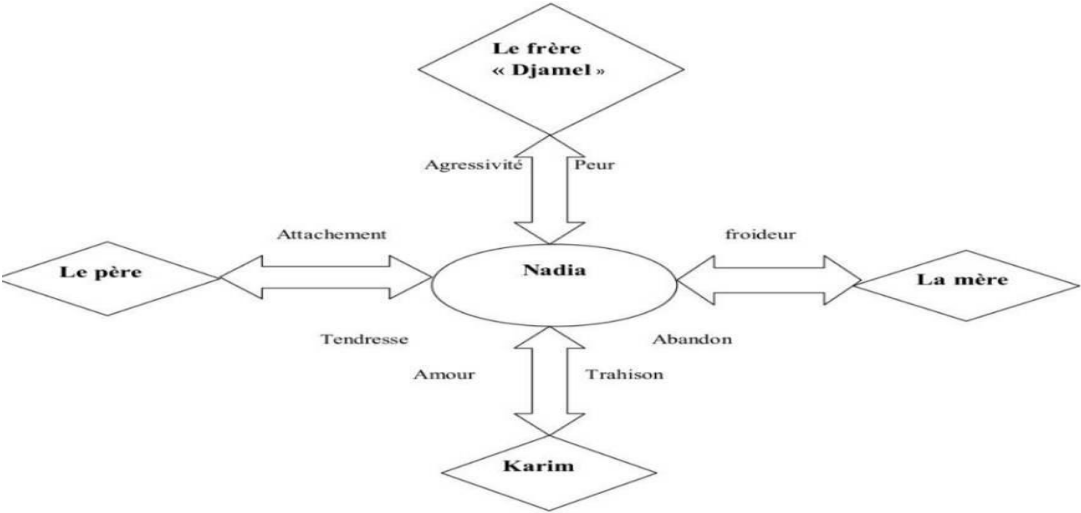 Le frère
« Djamel »
Agressivité
Peur
Attachement
froideur
Le père
Nadia
La mère
Tendresse
Abandon
Amour
Trahison
Karim